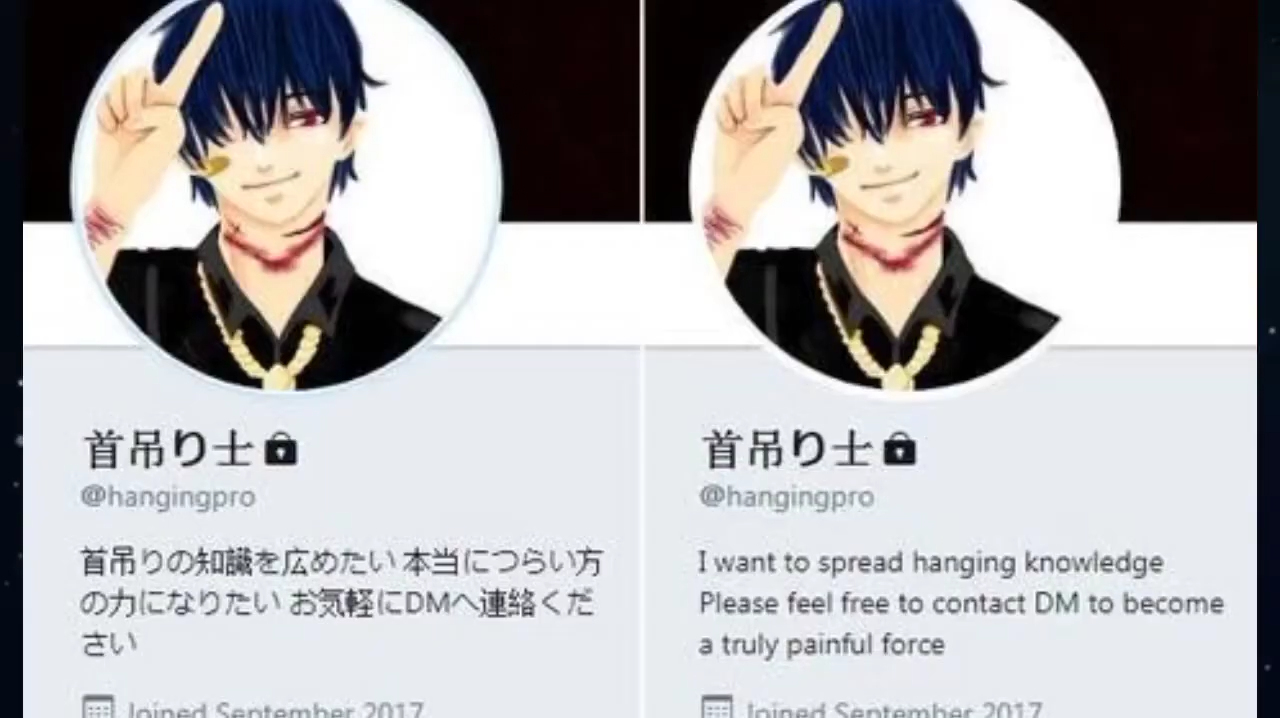 首吊り士
@hangingpro
首吊りの知識を広めたい 本当につらい方
の力になりたい お気軽にDMへ連絡くだ
さい
Joined September 2017
首吊り士
@hangingpro
I want to spread hanging knowledge
Please feel free to contact DM to become
a truly painful force
Joined September 2017